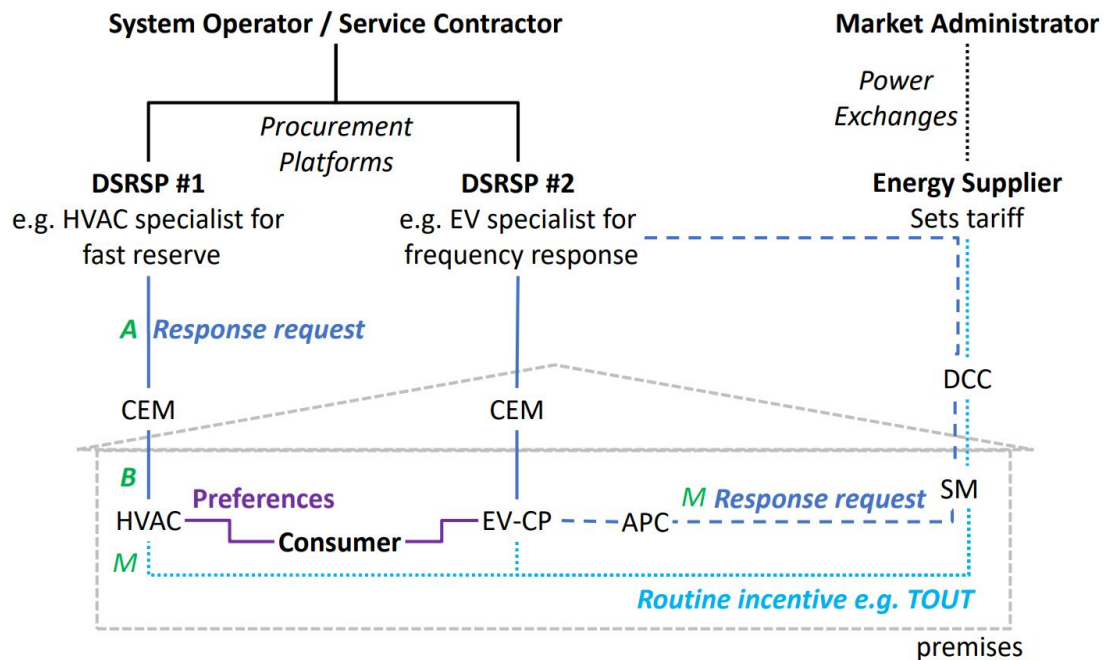 System Operator / Service Contractor
Market Administrator
Power
Exchanges
Procurement
Platforms
DSRSP #1
e.g. HVAC specialist for
fast reserve
DSRSP #2
e.g. EV specialist for
frequency response
Energy Supplier
Sets tariff
A Response request
DCC
CEM
CEM
B
Preferences
M Response request
SM
HVAC
EV-CP
APC
Consumer
M
Routine incentive e.g. TOUT
premises